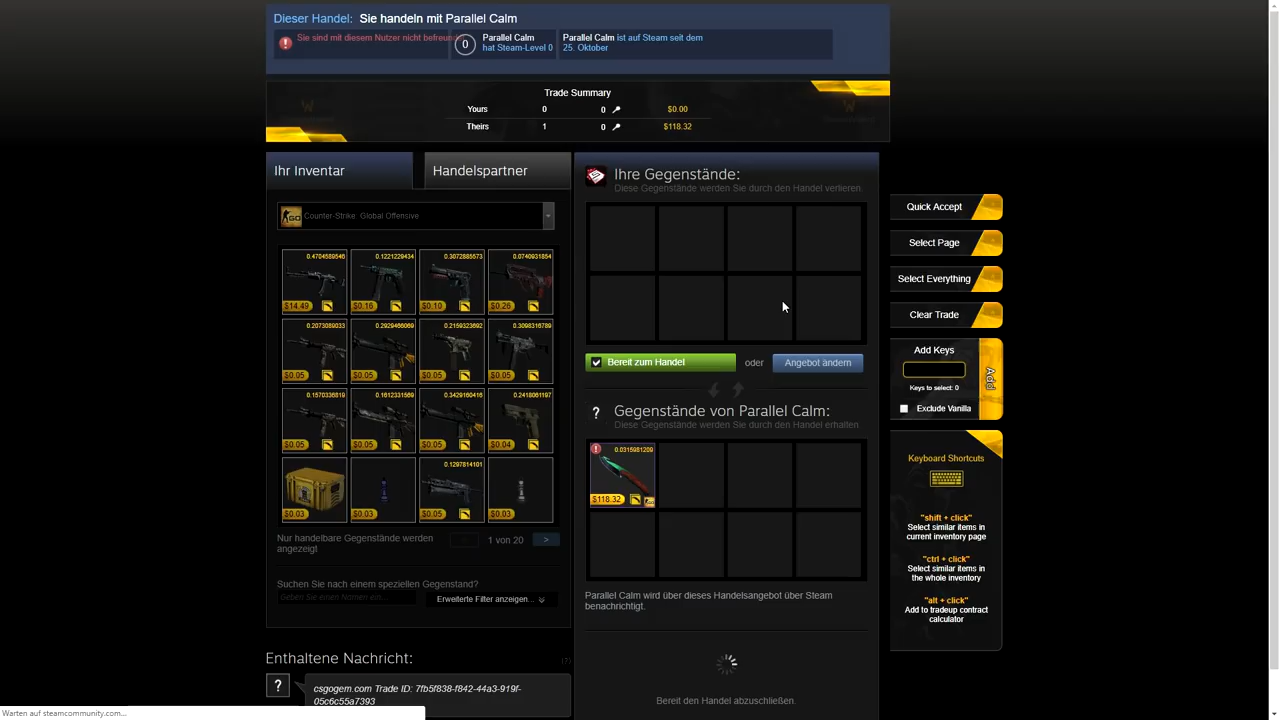 Dieser Handel: Sie handeln mit Parallel Calm
Sie sind mit diesem Nutzer nicht befreundet
0
Parallel Calm
hat Steam-Level 0
Parallel Calm ist auf Steam seit dem
25. Oktober
Trade Summary
Yours 0 0 $0.00
Theirs 1 0 $118.32
Ihr Inventar
Handelspartner
Counter-Strike: Global Offensive
0.4704589546 0.1221229434 0.3072885573 0.0740931854
$14.49 $0.16 $0.10 $0.26
0.2073089033 0.2929466069 0.2159323692 0.3098316789
$0.05 $0.05 $0.05 $0.05
0.1570336819 0.1612331569 0.3429160416 0.2418061197
$0.05 $0.05 $0.05 $0.04
0.1297814101
$0.03 $0.03 $0.05 $0.03
Nur handelbare Gegenstände werden
angezeigt
1 von 20 >
Suchen Sie nach einem speziellen Gegenstand?
Geben Sie einen Namen ein...
Erweiterte Filter anzeigen...
Enthaltene Nachricht:
(?)
?
csgogem.com Trade ID: 7fb5f838-f842-44a3-919f-
05c6c55a7393
Ihre Gegenstände:
Diese Gegenstände werden Sie durch den Handel verlieren.
Bereit zum Handel
oder
Angebot ändern
?
Gegenstände von Parallel Calm:
Diese Gegenstände werden Sie durch den Handel erhalten.
0.0315981209
$118.32
Parallel Calm wird über dieses Handelsangebot über Steam
benachrichtigt.
Bereit den Handel abzuschließen.
Quick Accept
Select Page
Select Everything
Clear Trade
Add Keys
Keys to select: 0
Exclude Vanilla
Add
Keyboard Shortcuts
"shift + click"
Select similar items in
current inventory page
"ctrl + click"
Select similar items in
the whole inventory
"alt + click"
Add to tradeup contract
calculator
Warten auf steamcommunity.com...